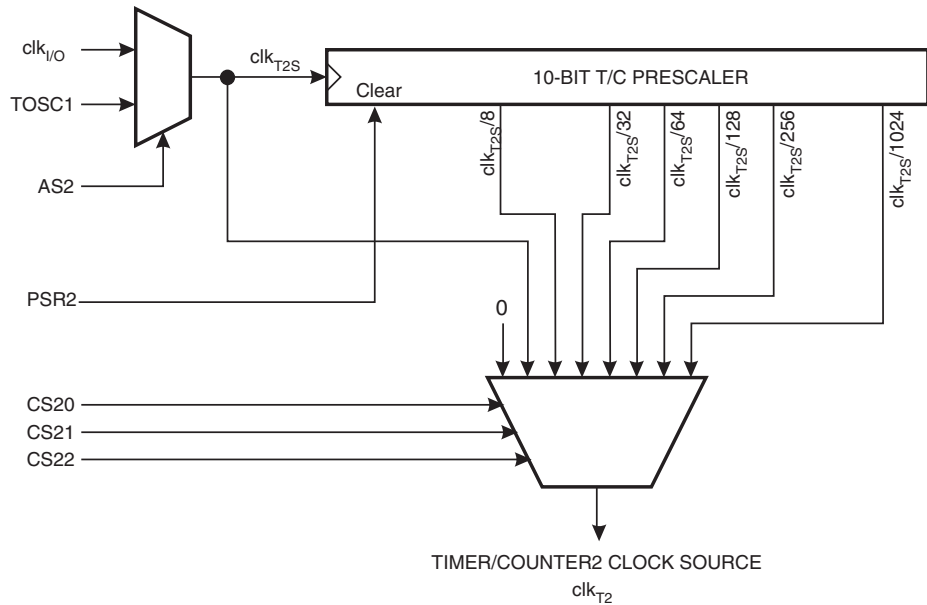 clkI/O
TOSC1
AS2
clkT2S
10-BIT T/C PRESCALER
Clear
clkT2S/8
clkT2S/32
clkT2S/64
clkT2S/128
clkT2S/256
clkT2S/1024
PSR2
0
CS20
CS21
CS22
TIMER/COUNTER2 CLOCK SOURCE
clkT2